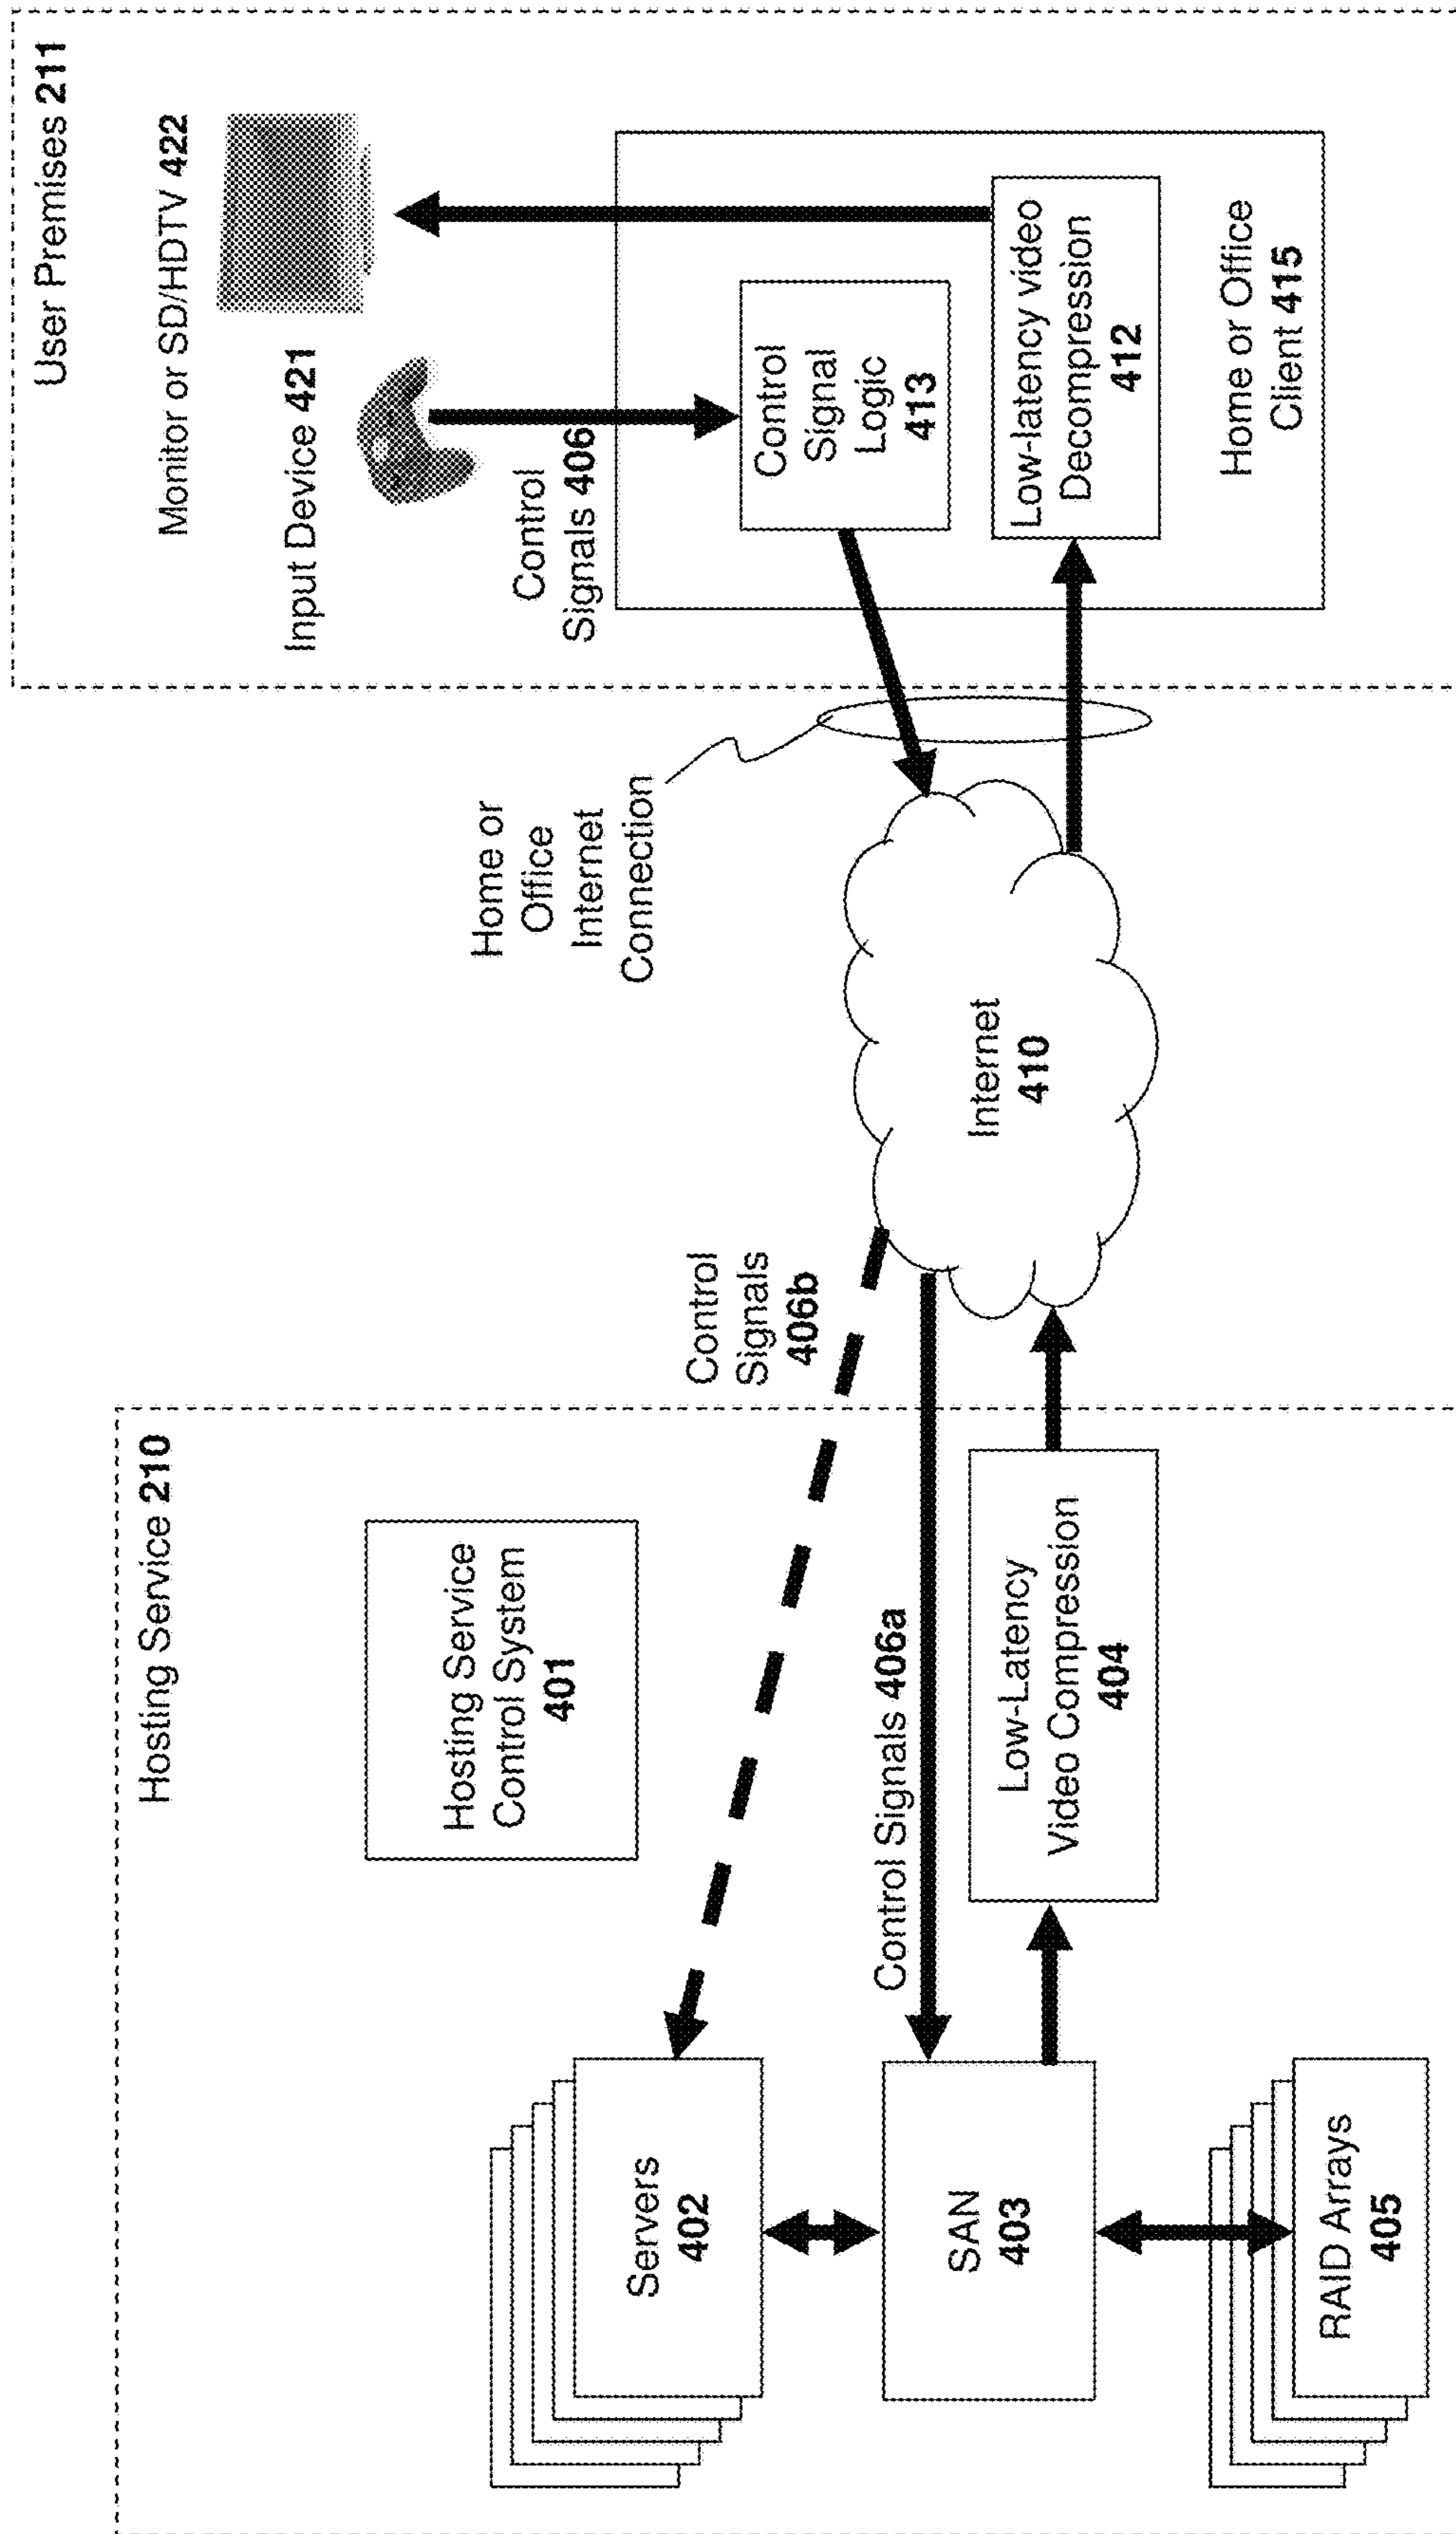 Hosting Service 210
Hosting Service
Control System
401
Servers
402
SAN
403
RAID Arrays
405
Control Signals 406a
Low-Latency
Video Compression
404
Control
Signals
406b
Internet
410
Home or
Office
Internet
Connection
User Premises 211
Monitor or SD/HDTV 422
Input Device 421
Control
Signals 406
Control
Signal
Logic
413
Low-latency video
Decompression
412
Home or Office
Client 415